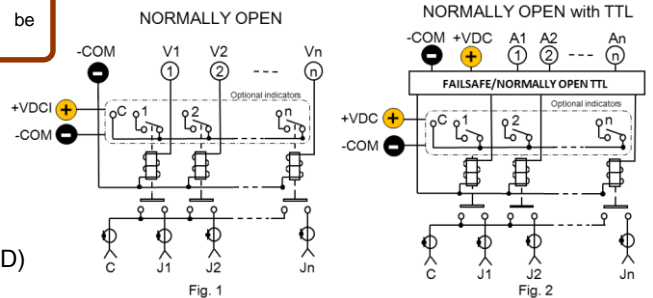 be
D)
NORMALLY OPEN
-COM V1 V2 Vn
1 2 n
+VDCI
-COM
Optional indicators
C 1 2 n
C J1 J2 Jn
Fig. 1
NORMALLY OPEN with TTL
-COM +VDC A1 A2 An
1 2 n
FAILSAFE/NORMALLY OPEN TTL
Optional indicators
+VDC
-COM
C 1 2 n
C J1 J2 Jn
Fig. 2